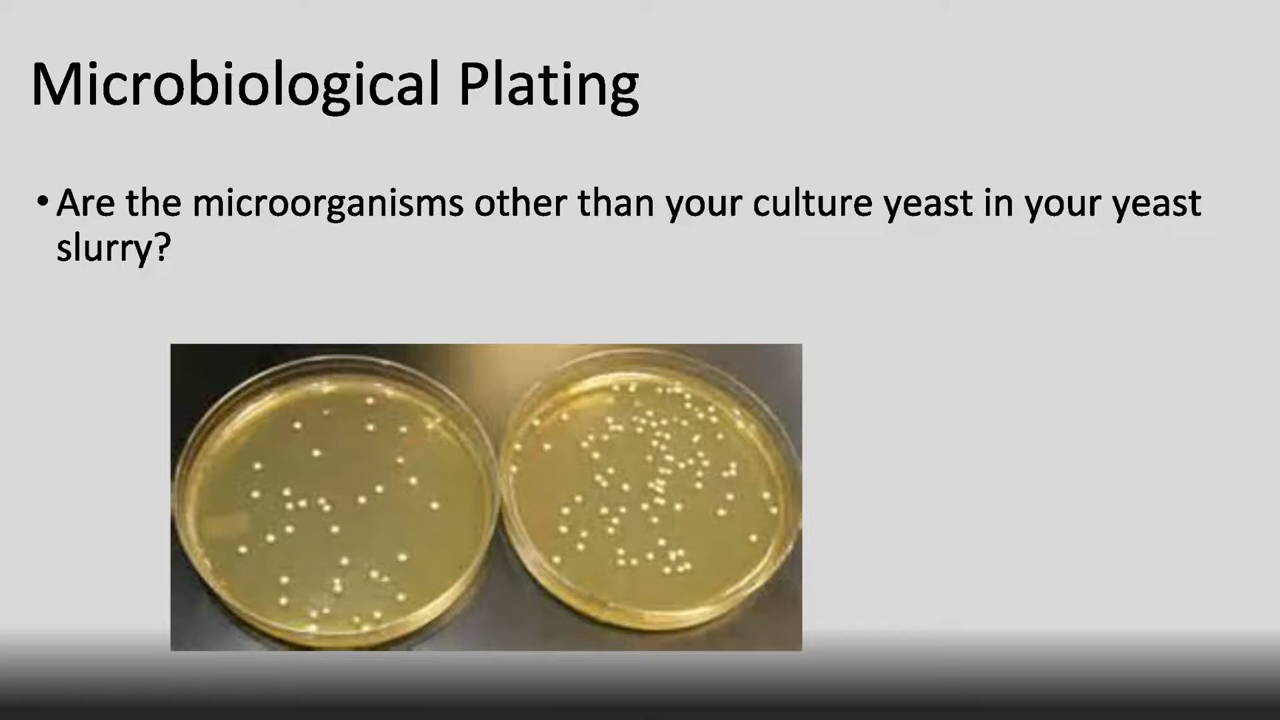 Microbiological Plating
• Are the microorganisms other than your culture yeast in your yeast
slurry?